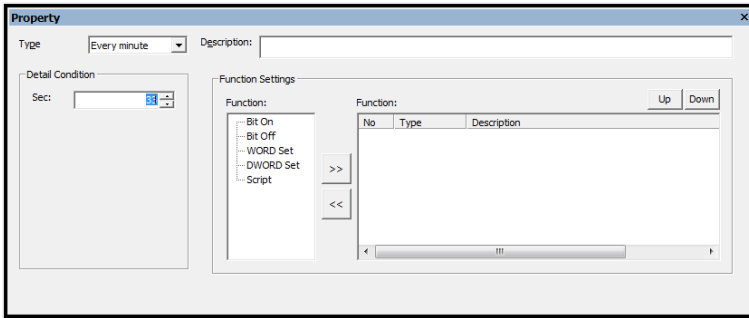 Property
Type Every minute Description:
Detail Condition
Sec: 33
Function Settings
Function:
Bit On
Bit Off
WORD Set
DWORD Set
Script
>>
<<
Function:
Up Down
No Type Description